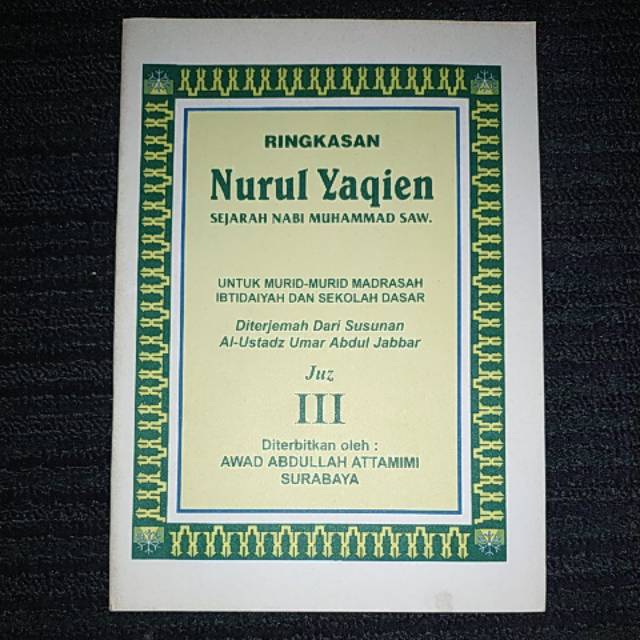 RINGKASAN
Nurul Yaqien
SEJARAH NABI MUHAMMAD SAW.
UNTUK MURID-MURID MADRASAH
IBTIDAIYAH DAN SEKOLAH DASAR
Diterjemah Dari Susunan
Al-Ustadz Umar Abdul Jabbar
Juz
III
Diterbitkan oleh :
AWAD ABDULLAH ATTAMIMI
SURABAYA